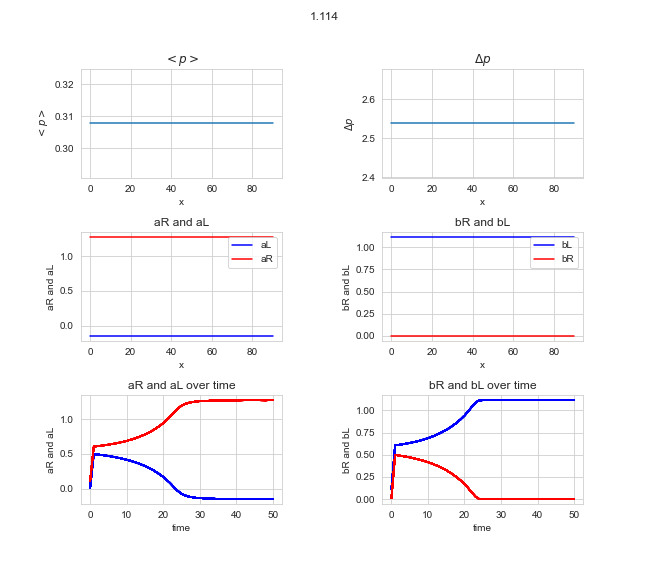 1.114
< p >
Δp
0.32
0.31
0.30
< p >
0 20 40 60 80
x
2.6
2.5
2.4
Δp
0 20 40 60 80
x
aR and aL
bR and bL
1.0
0.5
0.0
aR and aL
aL
aR
0 20 40 60 80
x
1.00
0.75
0.50
0.25
0.00
bR and bL
bL
bR
0 20 40 60 80
x
aR and aL over time
bR and bL over time
1.0
0.5
0.0
aR and aL
0 10 20 30 40 50
time
1.00
0.75
0.50
0.25
0.00
bR and bL
0 10 20 30 40 50
time